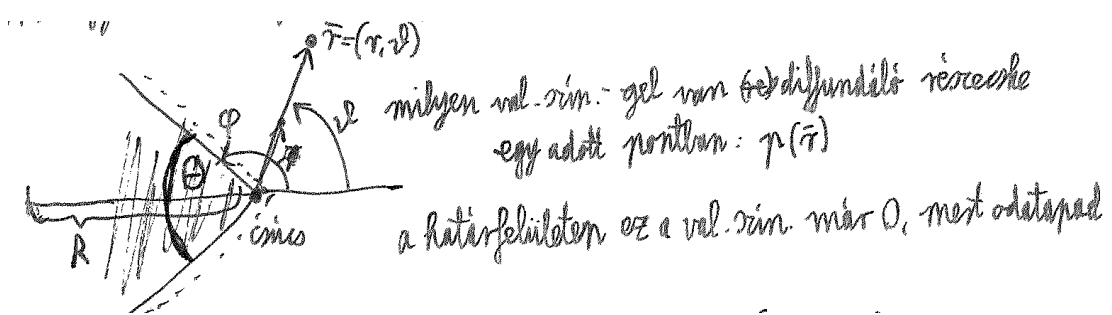 r̄=(r,ϑ)
milyen val.szín.-gel van diffundáló részecske
φ
ϑ
egy adott pontban: p(r̄)
Θ
csúcs
a határfelületen ez a val.szín. már 0, mert odatapad
R